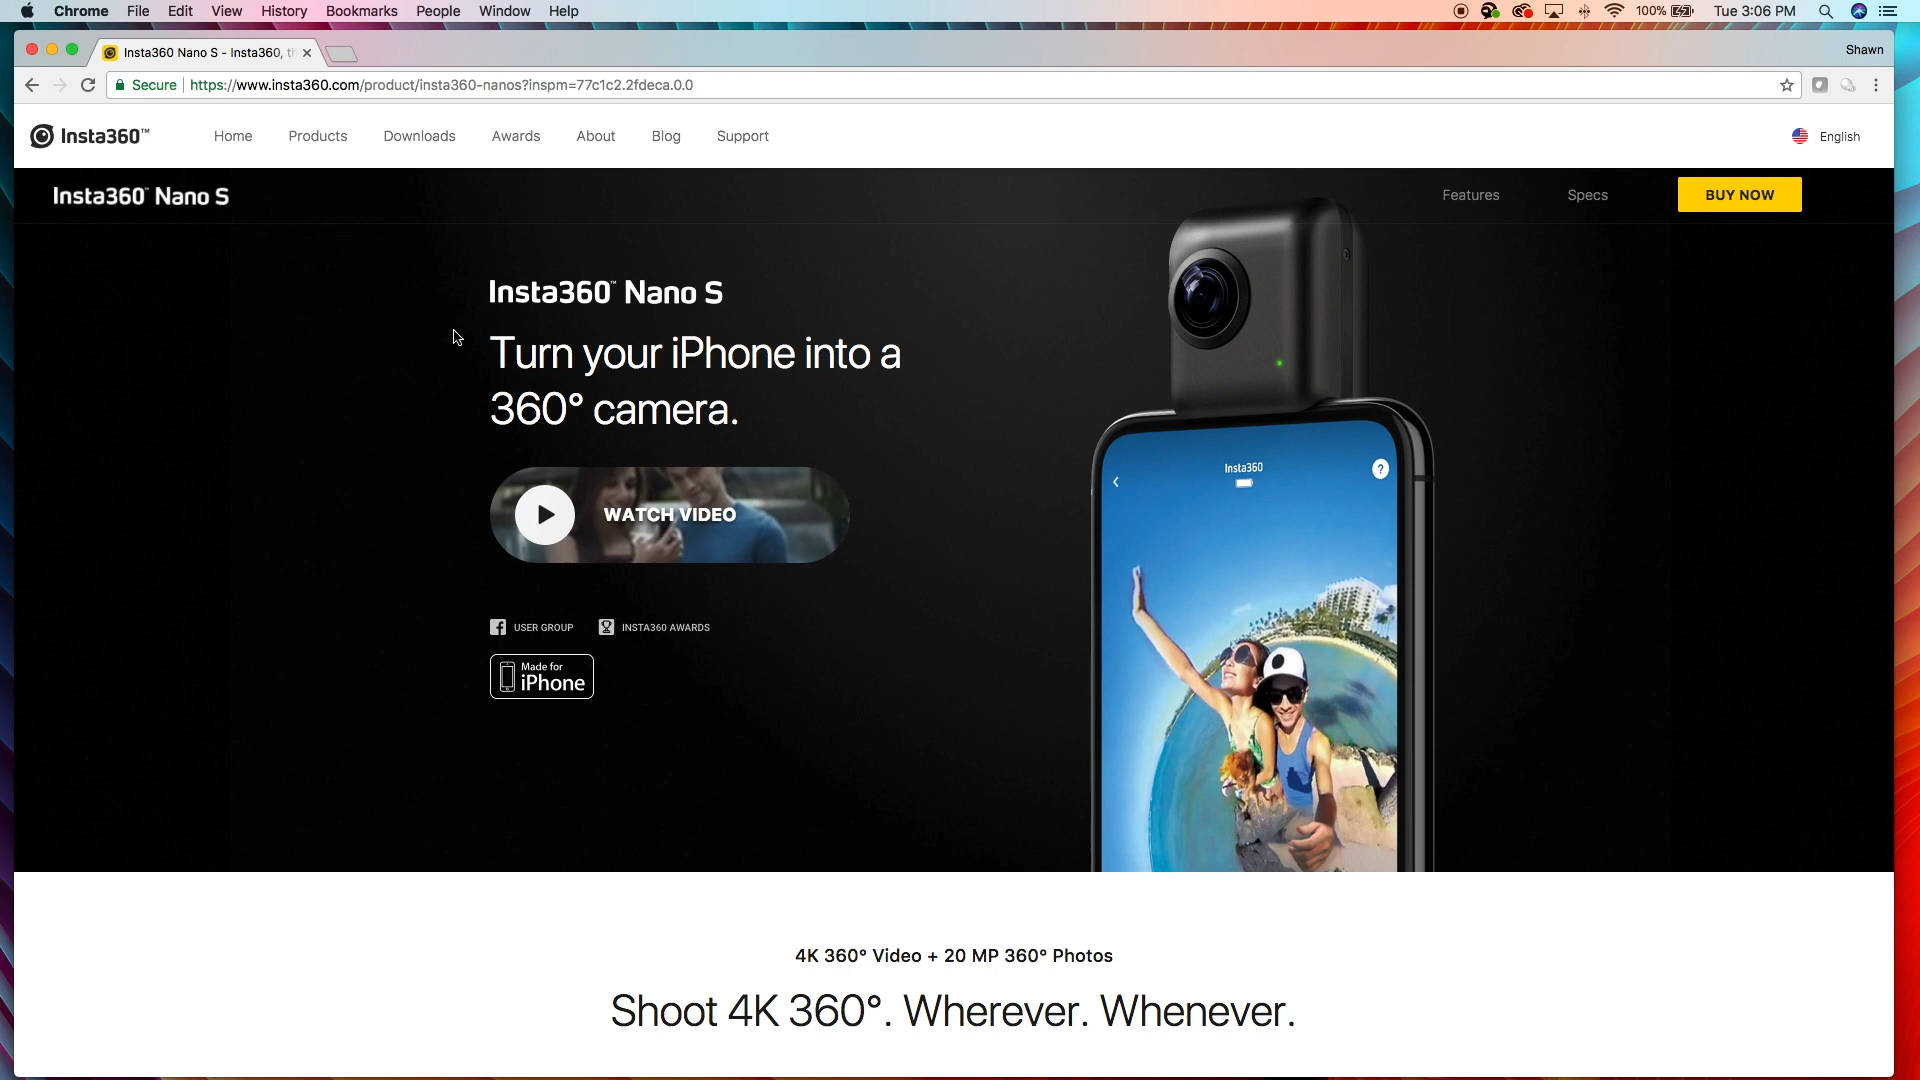 Chrome File Edit View History Bookmarks People Window Help 100% Tue 3:06 PM
Insta360 Nano S - Insta360, th Shawn
Secure https://www.insta360.com/product/insta360-nanos?inspm=77c1c2.2fdeca.0.0
Insta360™ Home Products Downloads Awards About Blog Support English
Insta360™ Nano S Features Specs BUY NOW
Insta360™ Nano S
Turn your iPhone into a
360° camera.
Insta360
?
WATCH VIDEO
USER GROUP INSTA360 AWARDS
Made for
iPhone
4K 360° Video + 20 MP 360° Photos
Shoot 4K 360°. Wherever. Whenever.